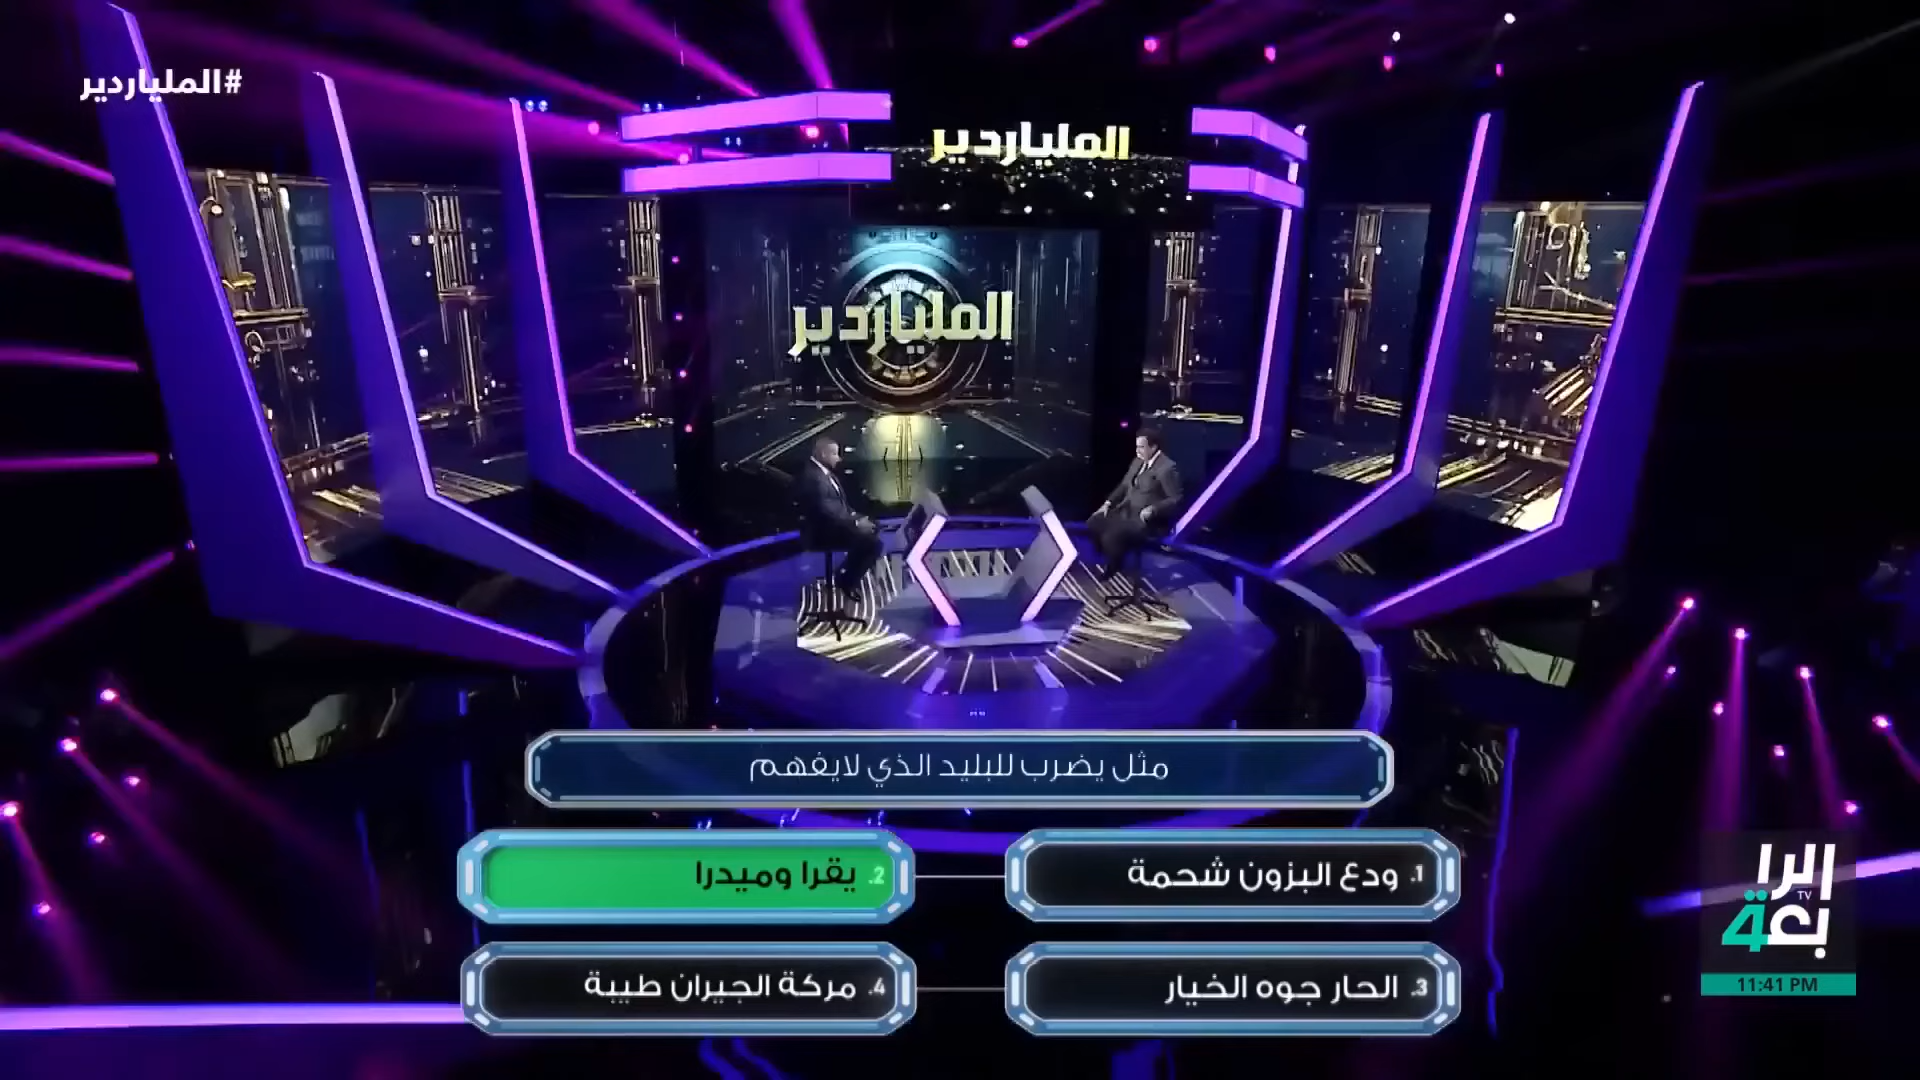 #الملياردير
الملياردير
الملياردير
مثل يضرب للبليد الذي لايفهم
1. ودع البزون شحمة
2. يقرا وميدرا
3. الحار جوه الخيار
4. مركة الجيران طيبة
الرا
TV
بعة
4
11:41 PM